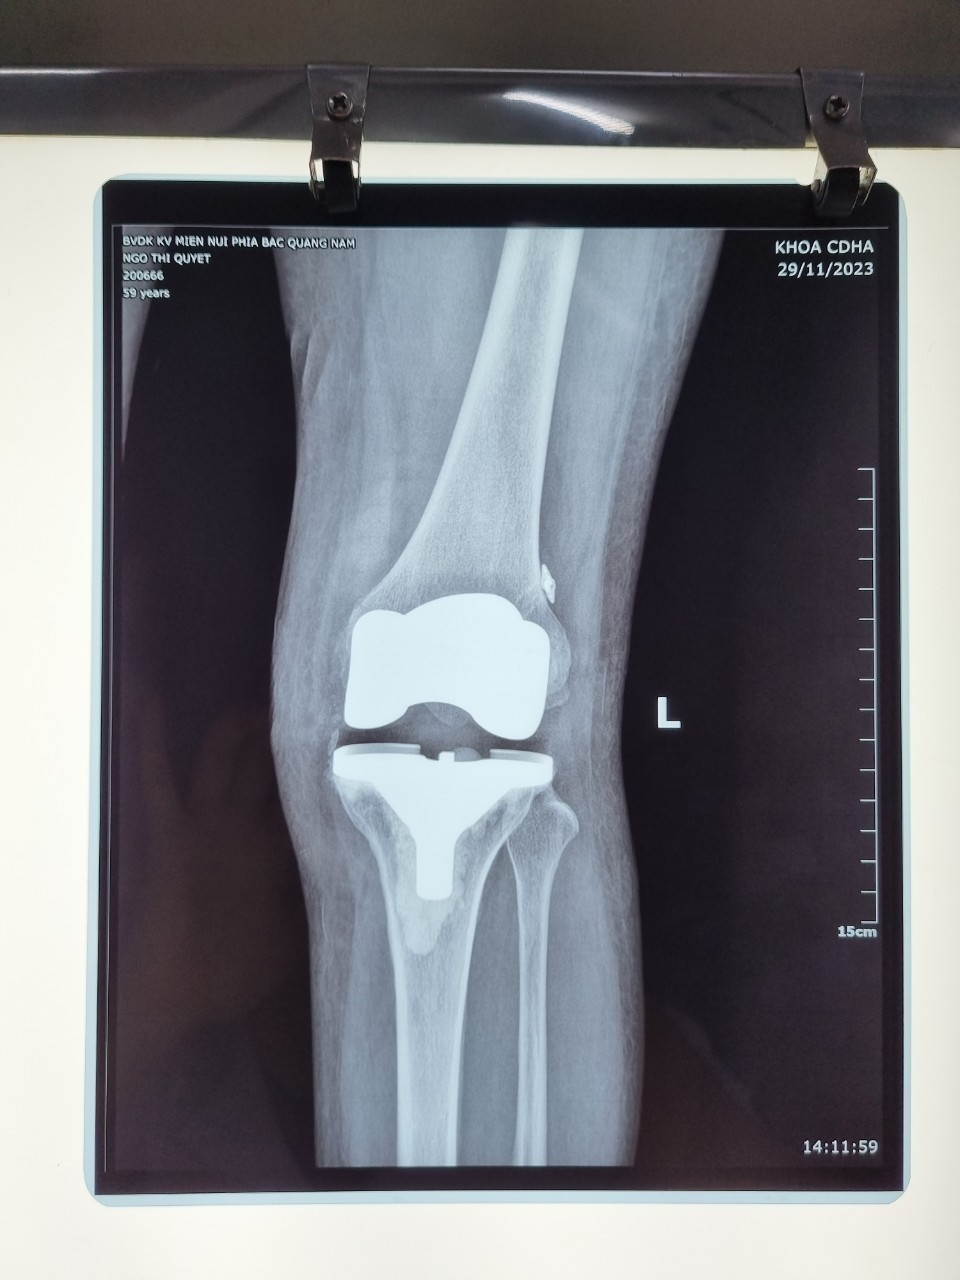 BVDK KV MIEN NUI PHIA BAC QUANG NAM
NGO THI QUYET
200666
59 years
KHOA CDHA
29/11/2023
L
15cm
14:11:59